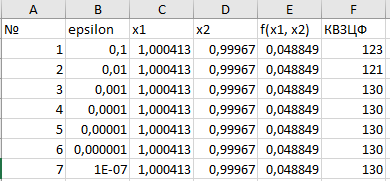 A B C D E F
№ epsilon x1 x2 f(x1, x2) КВЗЦФ
1 0,1 1,000413 0,99967 0,048849 123
2 0,01 1,000413 0,99967 0,048849 121
3 0,001 1,000413 0,99967 0,048849 130
4 0,0001 1,000413 0,99967 0,048849 130
5 0,00001 1,000413 0,99967 0,048849 130
6 0,000001 1,000413 0,99967 0,048849 130
7 1E-07 1,000413 0,99967 0,048849 130